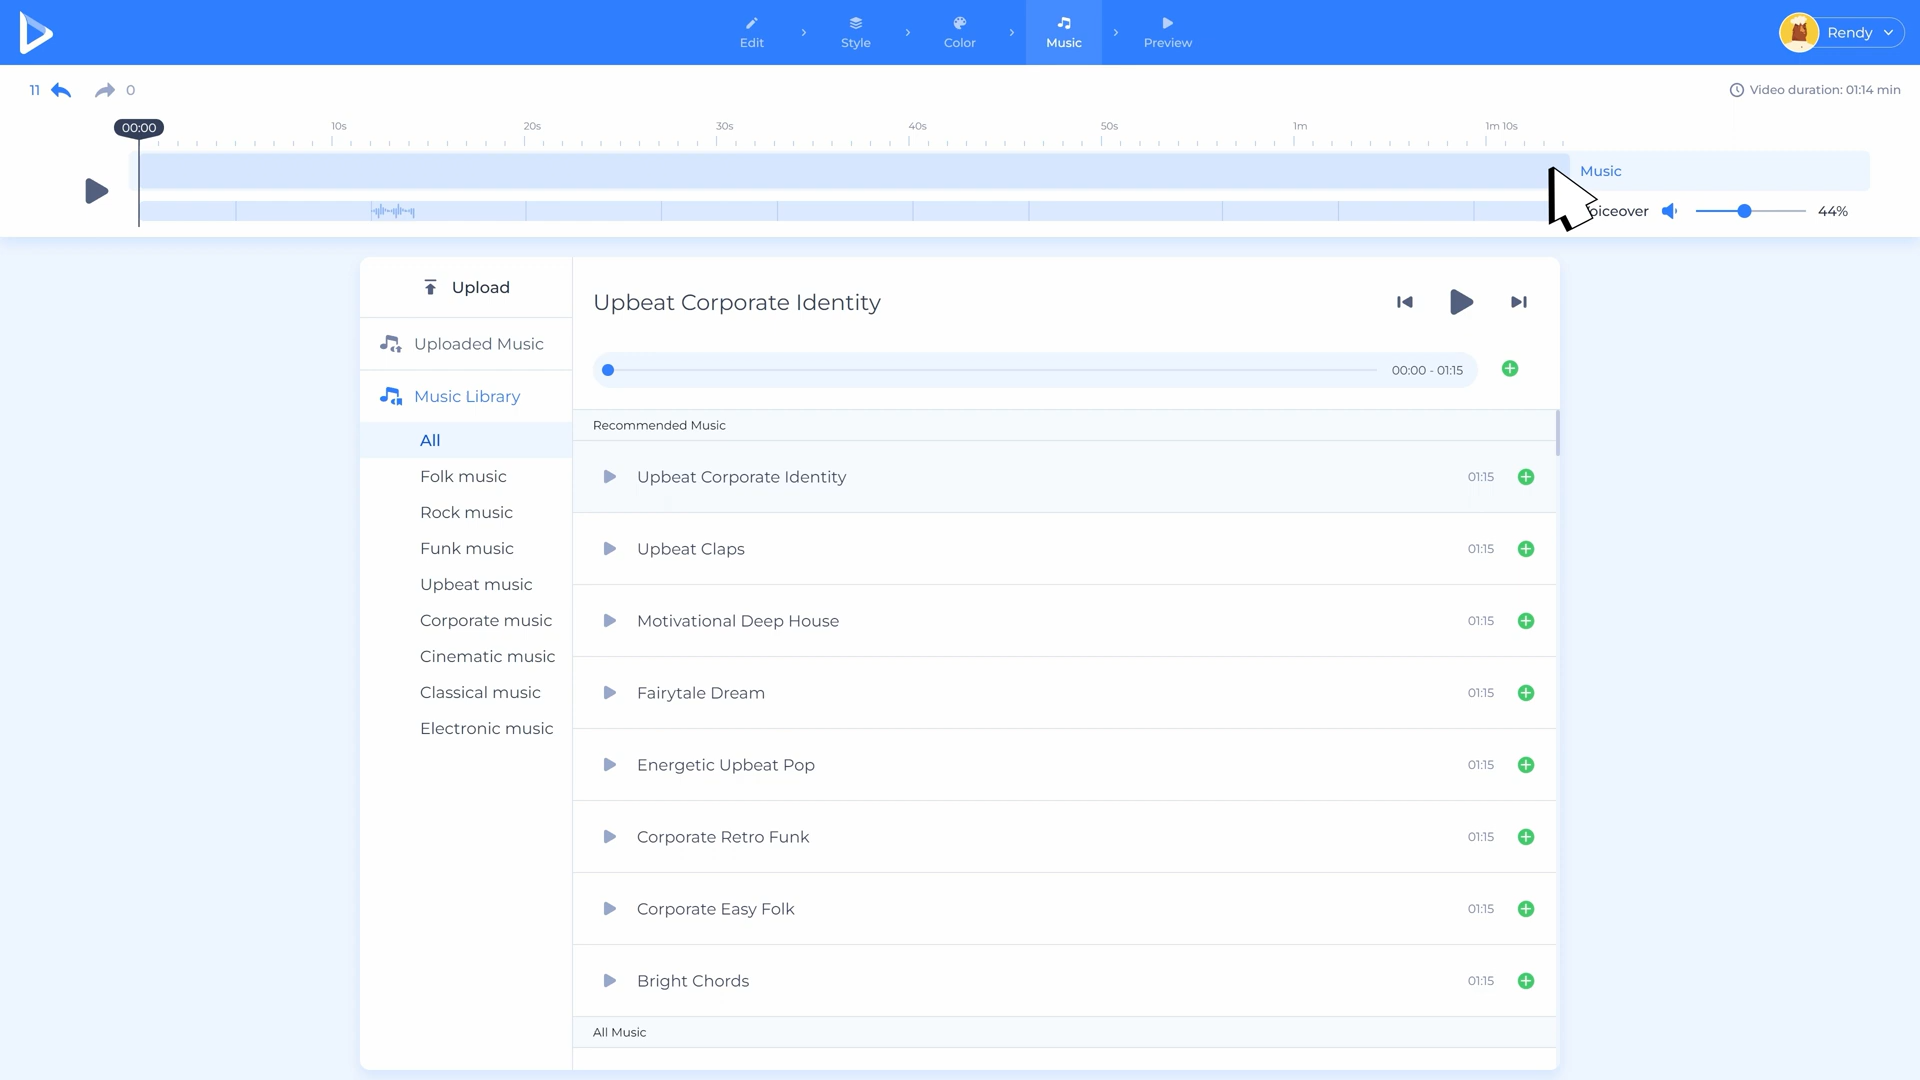 Edit
Style
Color
Music
Preview
Rendy
11
0
Video duration: 01:14 min
00:00
10s
20s
30s
40s
50s
1m
1m 10s
Music
oiceover
44%
Upload
Uploaded Music
Music Library
All
Folk music
Rock music
Funk music
Upbeat music
Corporate music
Cinematic music
Classical music
Electronic music
Upbeat Corporate Identity
00:00 - 01:15
Recommended Music
Upbeat Corporate Identity 01:15
Upbeat Claps 01:15
Motivational Deep House 01:15
Fairytale Dream 01:15
Energetic Upbeat Pop 01:15
Corporate Retro Funk 01:15
Corporate Easy Folk 01:15
Bright Chords 01:15
All Music